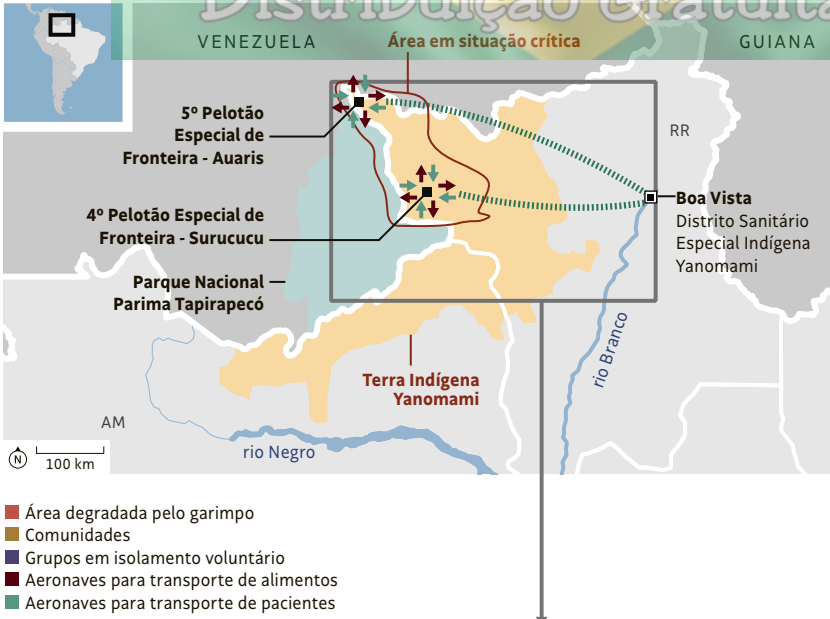 Distribuição Gratuita
VENEZUELA
Área em situação crítica
GUIANA
5º Pelotão
Especial de
Fronteira - Auaris
RR
4º Pelotão Especial de
Fronteira - Surucucu
Boa Vista
Distrito Sanitário
Especial Indígena
Yanomami
Parque Nacional
Parima Tapirapecó
rio Branco
Terra Indígena
Yanomami
AM
rio Negro
N
100 km
Área degradada pelo garimpo
Comunidades
Grupos em isolamento voluntário
Aeronaves para transporte de alimentos
Aeronaves para transporte de pacientes